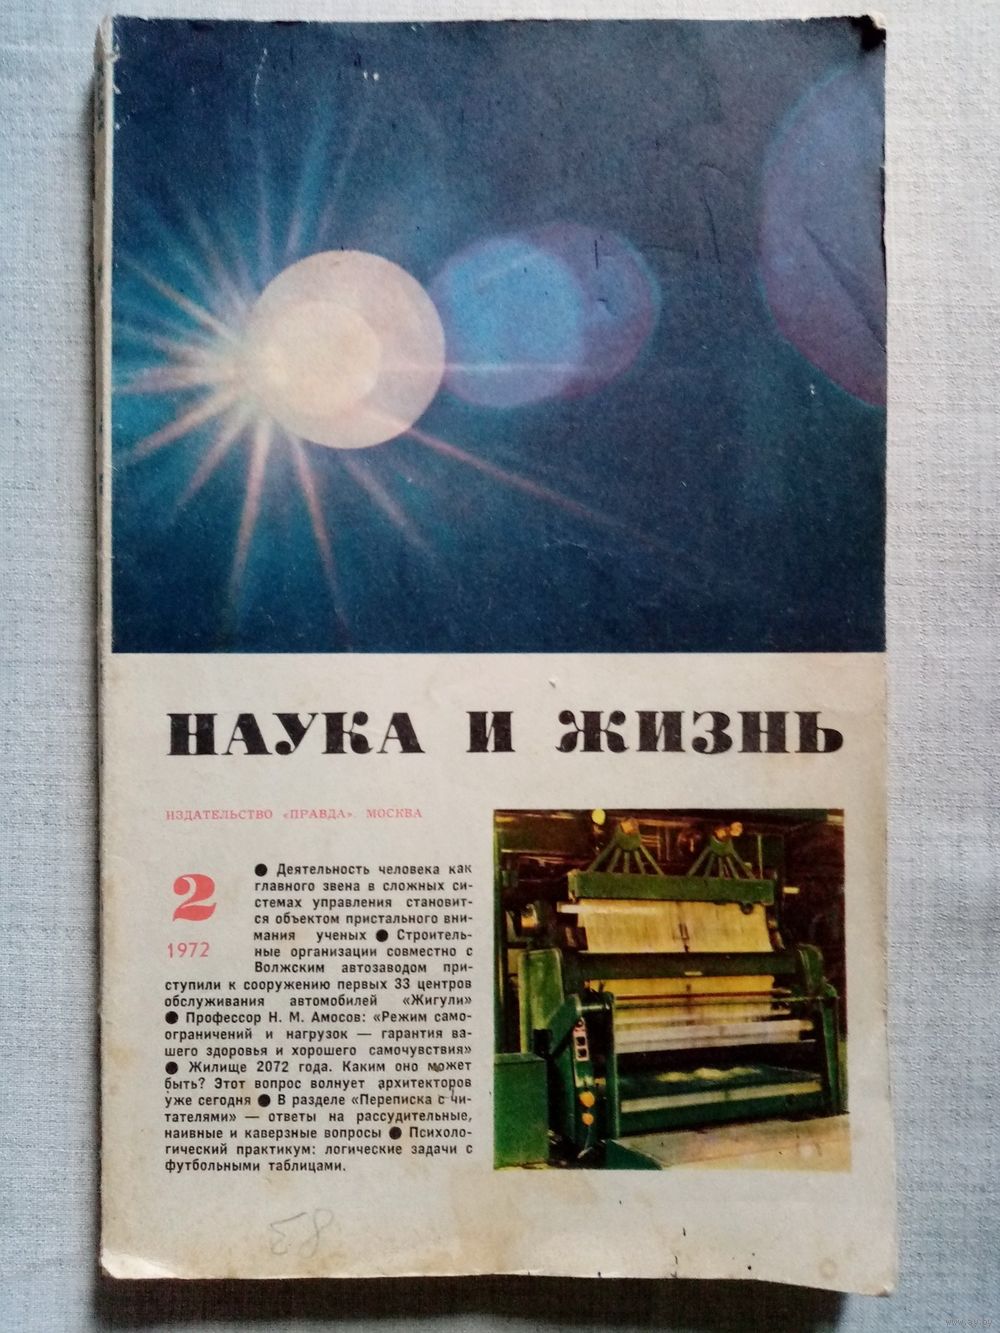 НАУКА И ЖИЗНЬ
ИЗДАТЕЛЬСТВО «ПРАВДА». МОСКВА
2
1972
● Деятельность человека как
главного звена в сложных си-
стемах управления становит-
ся объектом пристального вни-
мания ученых ● Строитель-
ные организации совместно с
Волжским автозаводом при-
ступили к сооружению первых 33 центров
обслуживания автомобилей «Жигули»
● Профессор Н. М. Амосов: «Режим само-
ограничений и нагрузок — гарантия ва-
шего здоровья и хорошего самочувствия»
● Жилище 2072 года. Каким оно может
быть? Этот вопрос волнует архитекторов
уже сегодня ● В разделе «Переписка с чи-
тателями» — ответы на рассудительные,
наивные и каверзные вопросы ● Психоло-
гический практикум: логические задачи с
футбольными таблицами.